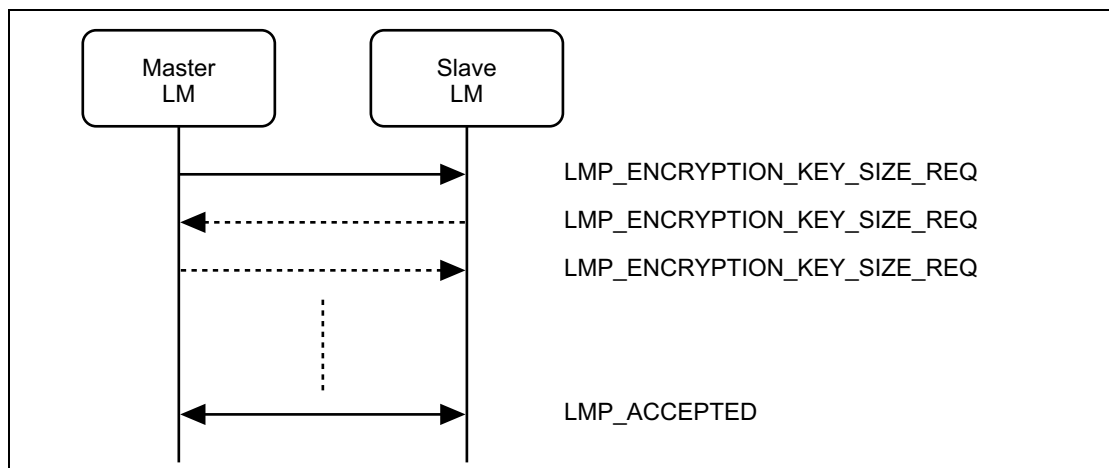 Master
LM
Slave
LM
LMP_ENCRYPTION_KEY_SIZE_REQ
LMP_ENCRYPTION_KEY_SIZE_REQ
LMP_ENCRYPTION_KEY_SIZE_REQ
LMP_ACCEPTED